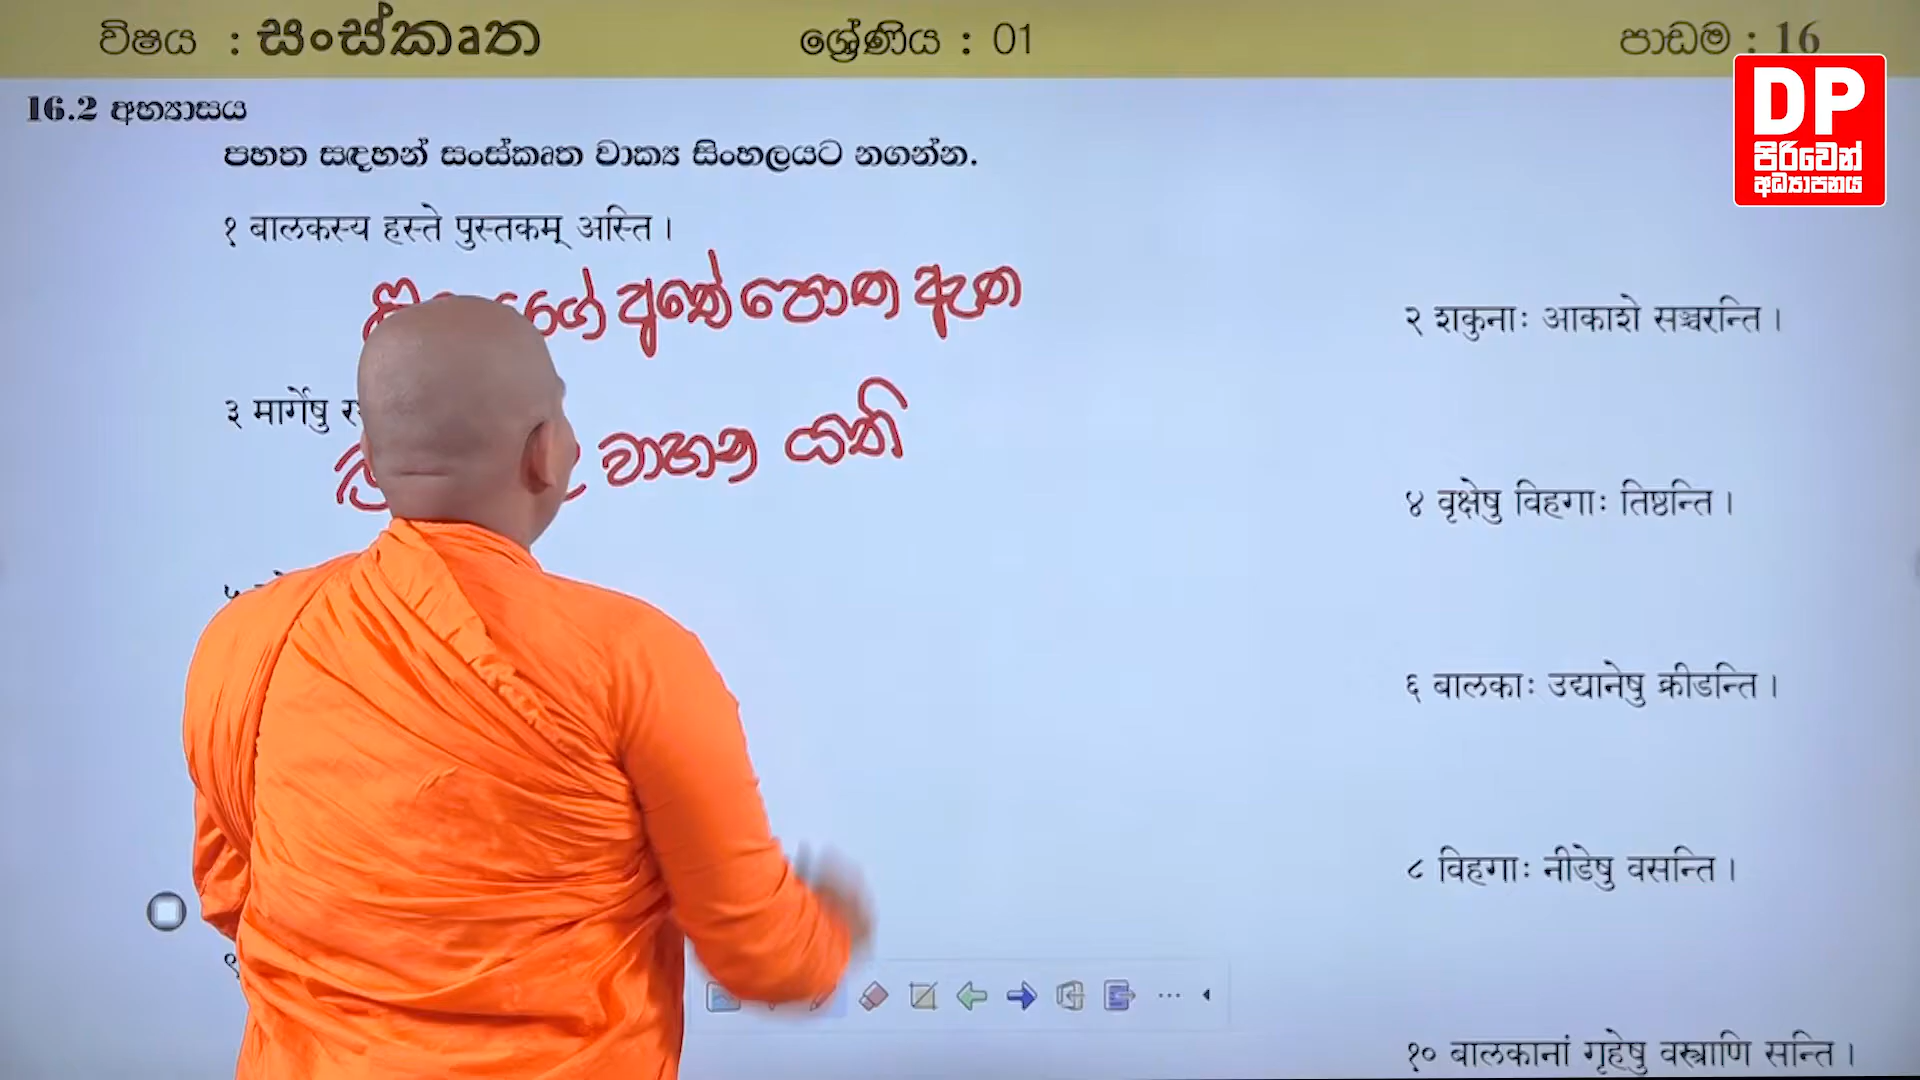 විෂය : සංස්කෘත ශ්‍රේණිය : 01 පාඩම : 16
DP
පිරිවෙන්
අධ්‍යාපනය
16.2 අභ්‍යාසය
පහත සඳහන් සංස්කෘත වාක්‍ය සිංහලයට නගන්න.
१ बालकस्य हस्ते पुस्तकम् अस्ति ।
අතේ පොත ඇත
२ शकुनाः आकाशे सञ्चरन्ति ।
३ मार्गेषु
වාහන යති
४ वृक्षेषु विहगाः तिष्ठन्ति ।
६ बालकाः उद्यानेषु क्रीडन्ति ।
८ विहगाः नीडेषु वसन्ति ।
१० बालकानां गृहेषु वस्त्राणि सन्ति ।